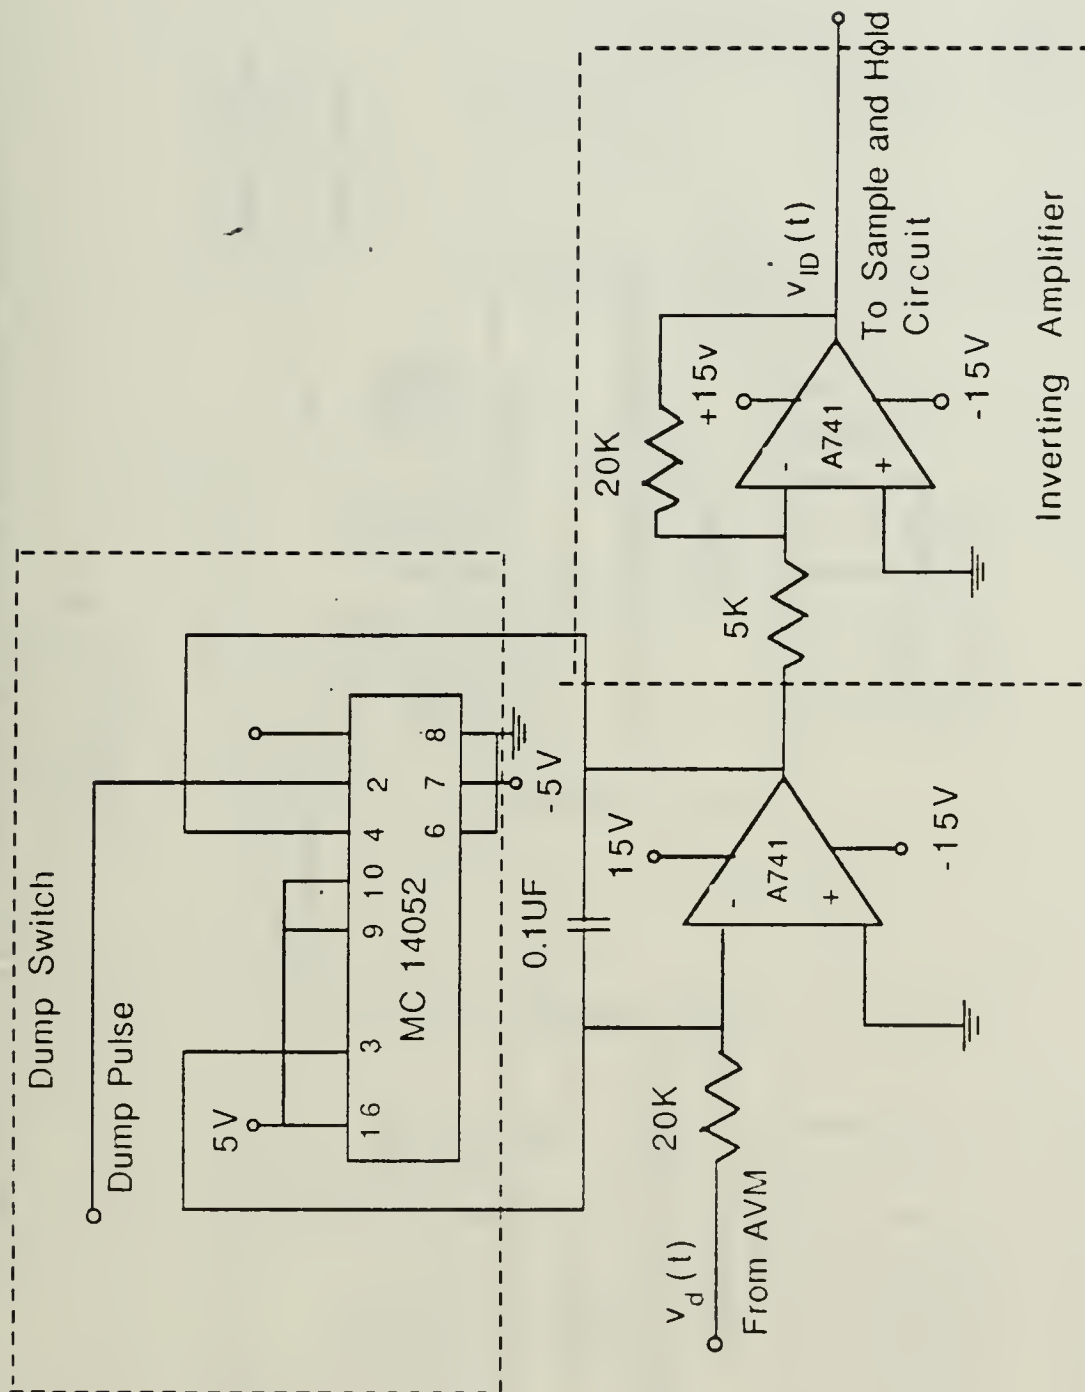 Dump Switch
Dump Pulse
5V
16 3 9 10 4 2
MC 14052
6 7 8
-5V
0.1UF
v_d(t)
From AVM
20K
15V
-
A741
+
-15V
5K
20K
+15v
-
A741
+
-15V
v_ID(t)
To Sample and Hold
Circuit
Inverting Amplifier